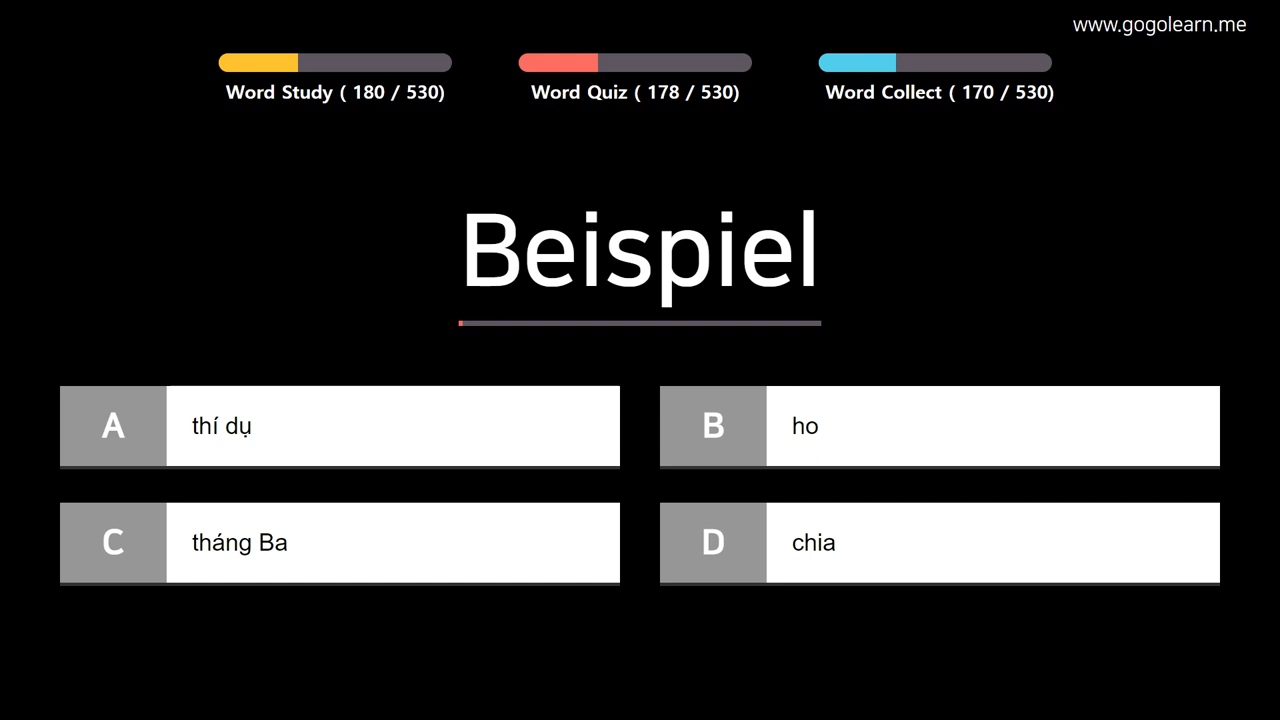 www.gogolearn.me
Word Study ( 180 / 530)
Word Quiz ( 178 / 530)
Word Collect ( 170 / 530)
Beispiel
A
thí dụ
B
ho
C
tháng Ba
D
chia